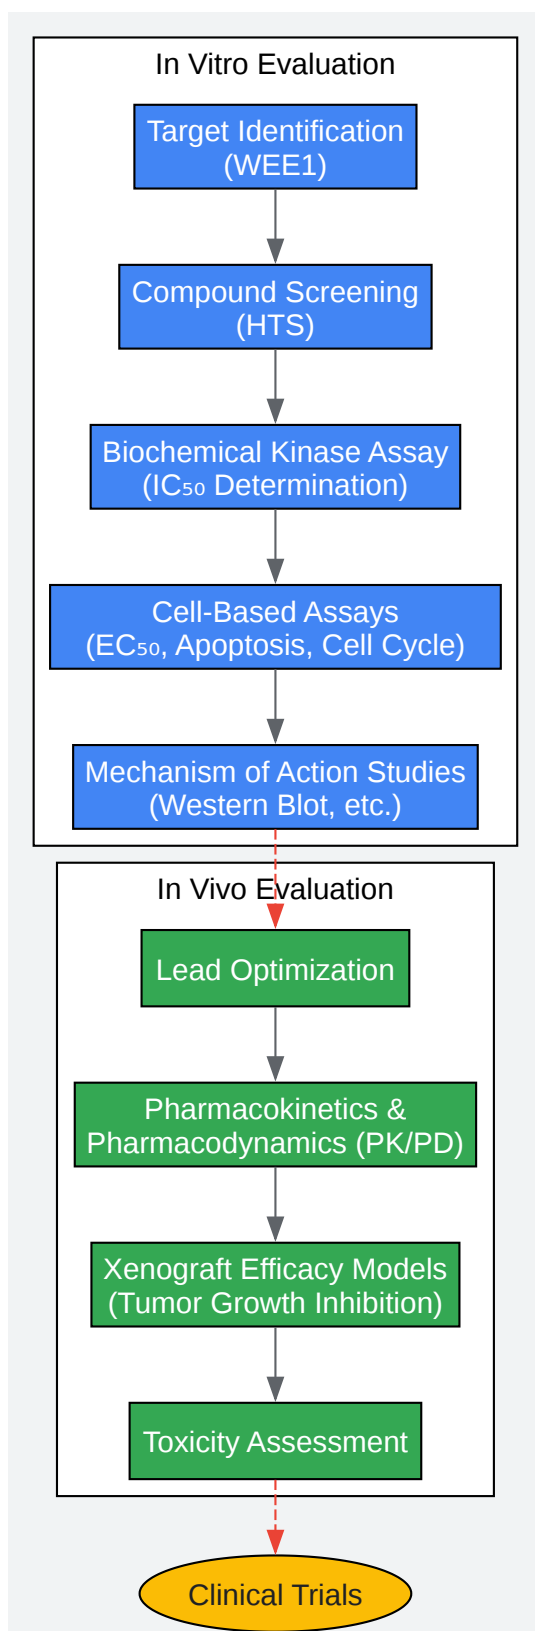 In Vitro Evaluation
Target Identification
(WEE1)
Compound Screening
(HTS)
Biochemical Kinase Assay
(IC₅₀ Determination)
Cell-Based Assays
(EC₅₀, Apoptosis, Cell Cycle)
Mechanism of Action Studies
(Western Blot, etc.)
In Vivo Evaluation
Lead Optimization
Pharmacokinetics &
Pharmacodynamics (PK/PD)
Xenograft Efficacy Models
(Tumor Growth Inhibition)
Toxicity Assessment
Clinical Trials